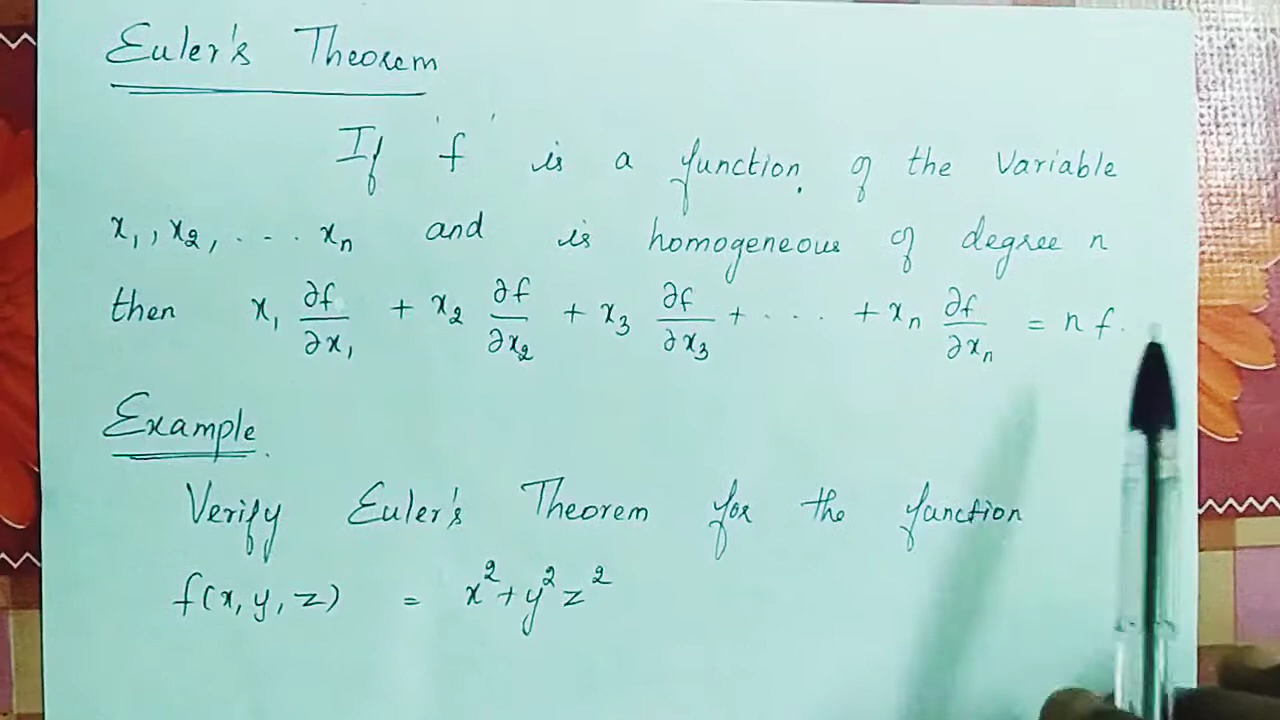 Euler's Theorem
If 'f' is a function of the variable
x₁, x₂, .... xₙ and is homogeneous of degree n
then x₁ ∂f/∂x₁ + x₂ ∂f/∂x₂ + x₃ ∂f/∂x₃ + .... + xₙ ∂f/∂xₙ = n f.
Example.
Verify Euler's Theorem for the function
f(x, y, z) = x² + y² z²